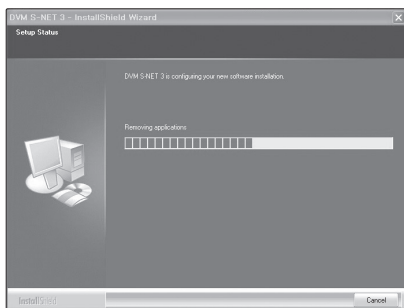 DVM S-NET 3 - InstallShield Wizard
Setup Status
DVM S-NET 3 is configuring your new software installation.
Removing applications
InstallShield
Cancel